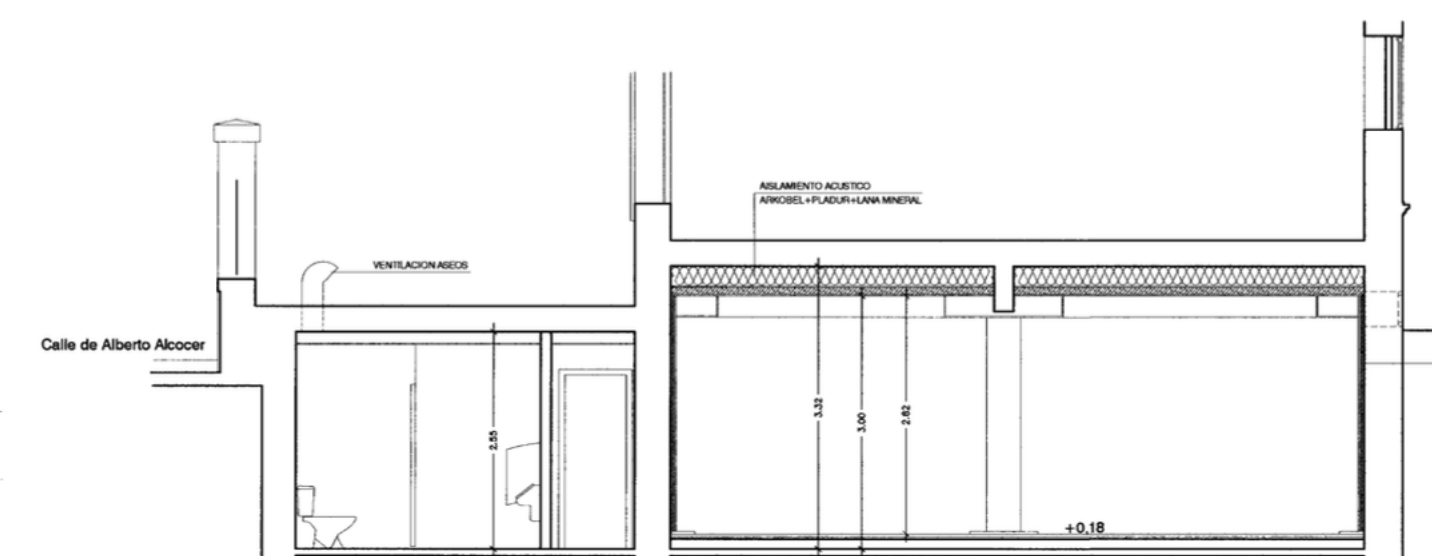 AISLAMIENTO ACUSTICO
ARKOBEL+PLADUR+LANA MINERAL
VENTILACION ASEOS
Calle de Alberto Alcocer
2.55
3.32
3.00
2.82
+0,18